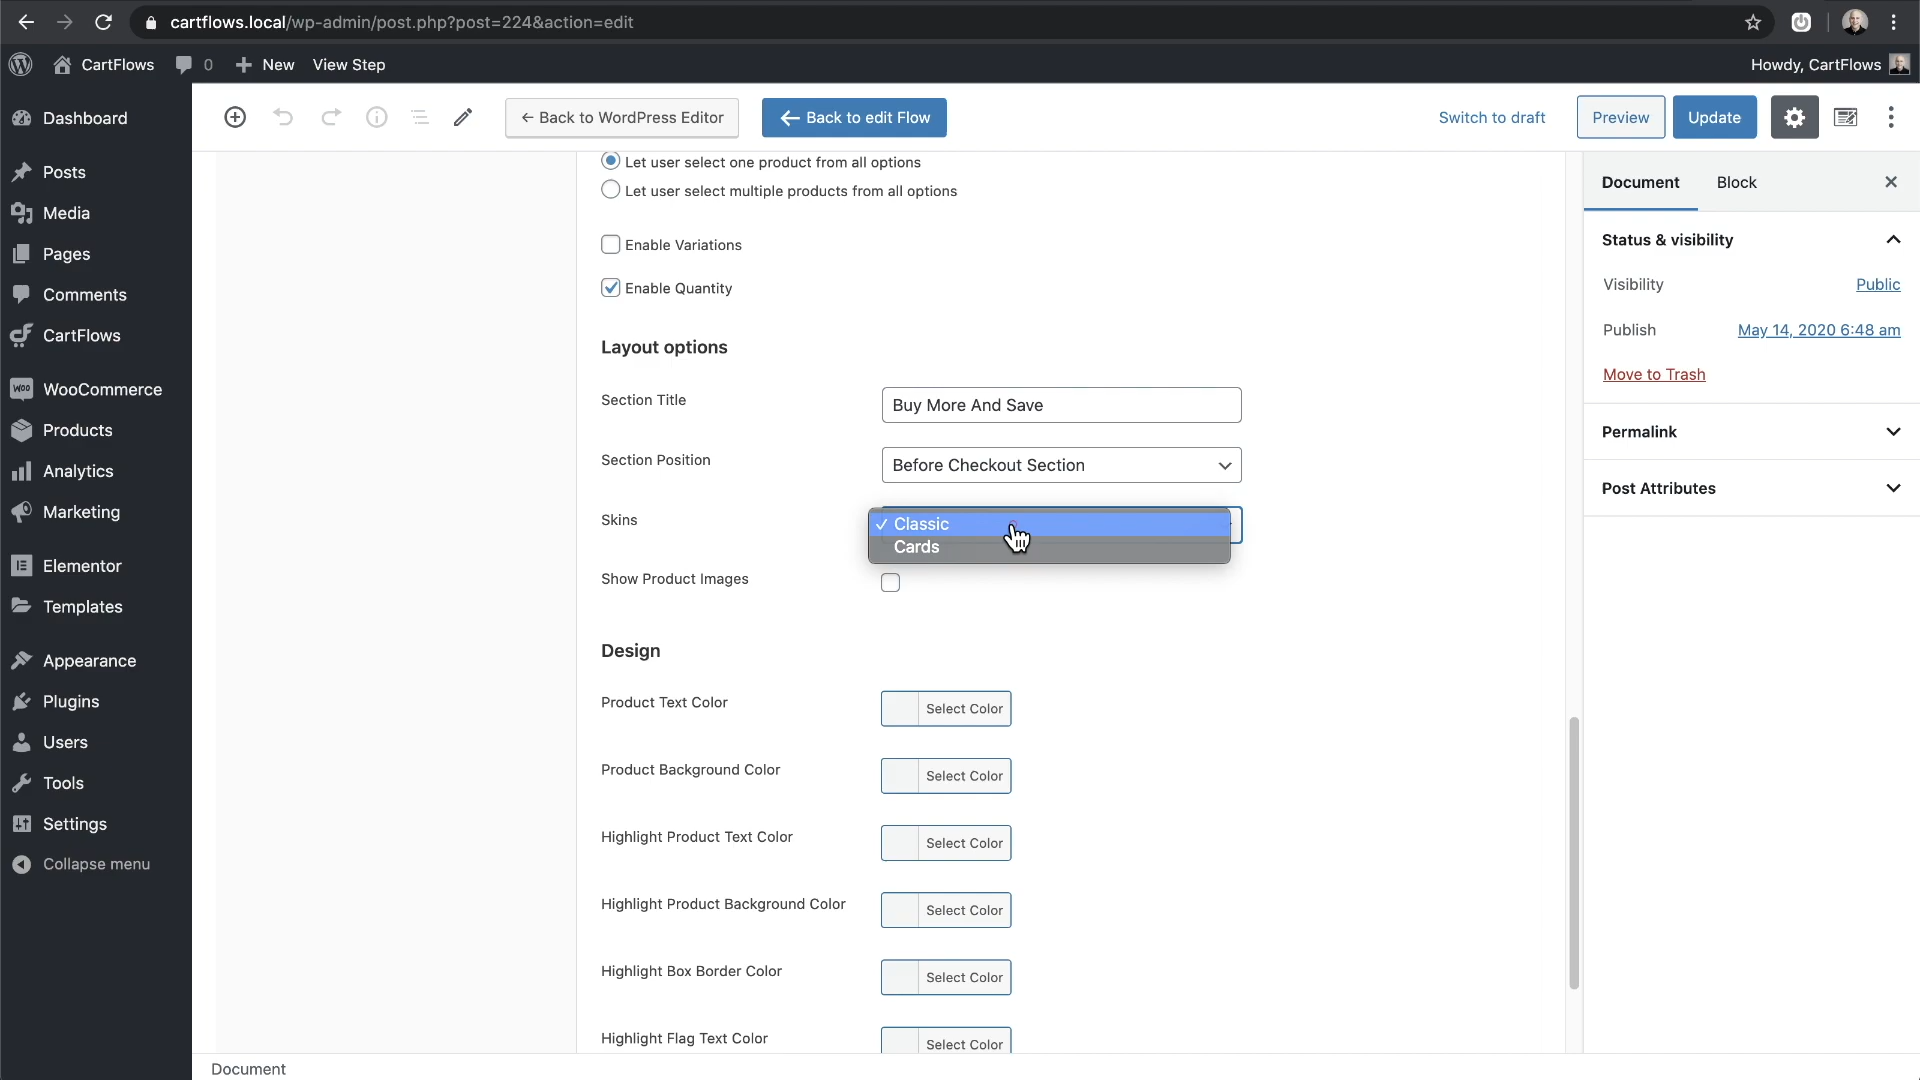 cartflows.local/wp-admin/post.php?post=224&action=edit
CartFlows
0
New
View Step
Howdy, CartFlows
Dashboard
Posts
Media
Pages
Comments
CartFlows
WooCommerce
Products
Analytics
Marketing
Elementor
Templates
Appearance
Plugins
Users
Tools
Settings
Collapse menu
← Back to WordPress Editor
← Back to edit Flow
Switch to draft
Preview
Update
Let user select one product from all options
Let user select multiple products from all options
Enable Variations
Enable Quantity
Layout options
Section Title
Buy More And Save
Section Position
Before Checkout Section
Skins
✓ Classic
Cards
Show Product Images
Design
Product Text Color
Select Color
Product Background Color
Select Color
Highlight Product Text Color
Select Color
Highlight Product Background Color
Select Color
Highlight Box Border Color
Select Color
Highlight Flag Text Color
Select Color
Document
Block
Status & visibility
Visibility
Public
Publish
May 14, 2020 6:48 am
Move to Trash
Permalink
Post Attributes
Document